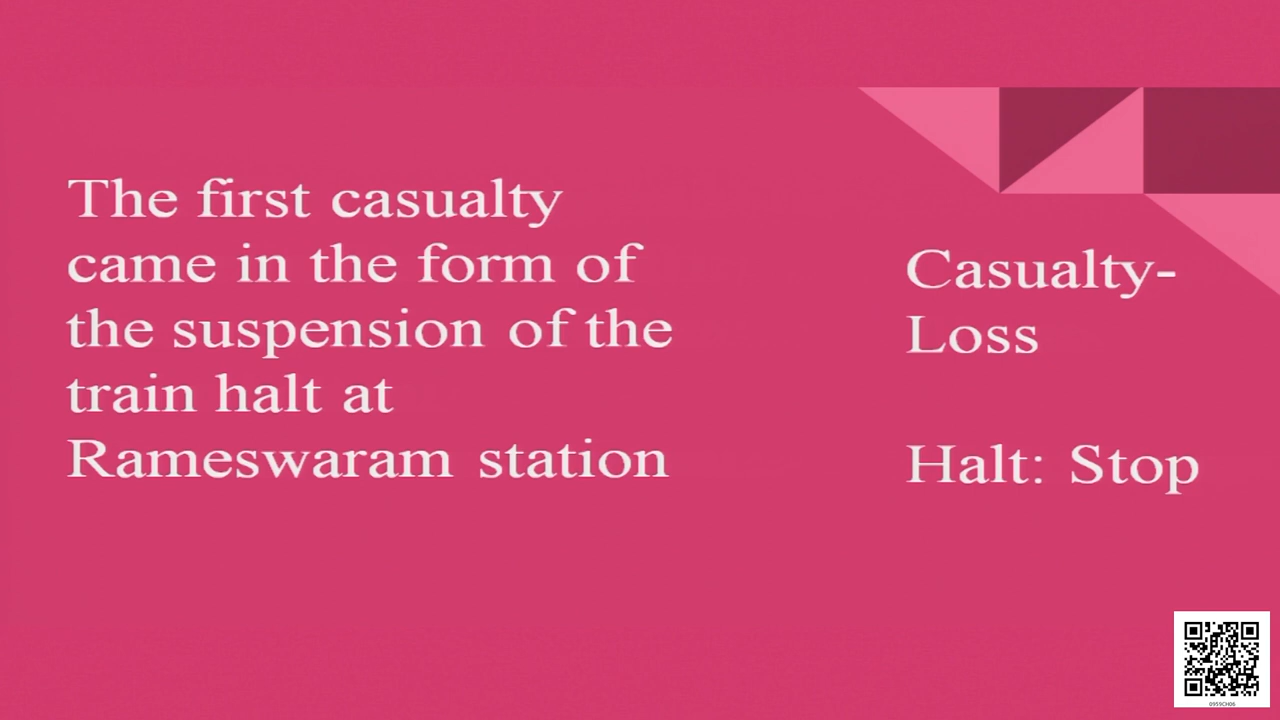 The first casualty
came in the form of
the suspension of the
train halt at
Rameswaram station
Casualty-
Loss
Halt: Stop
0959CH06